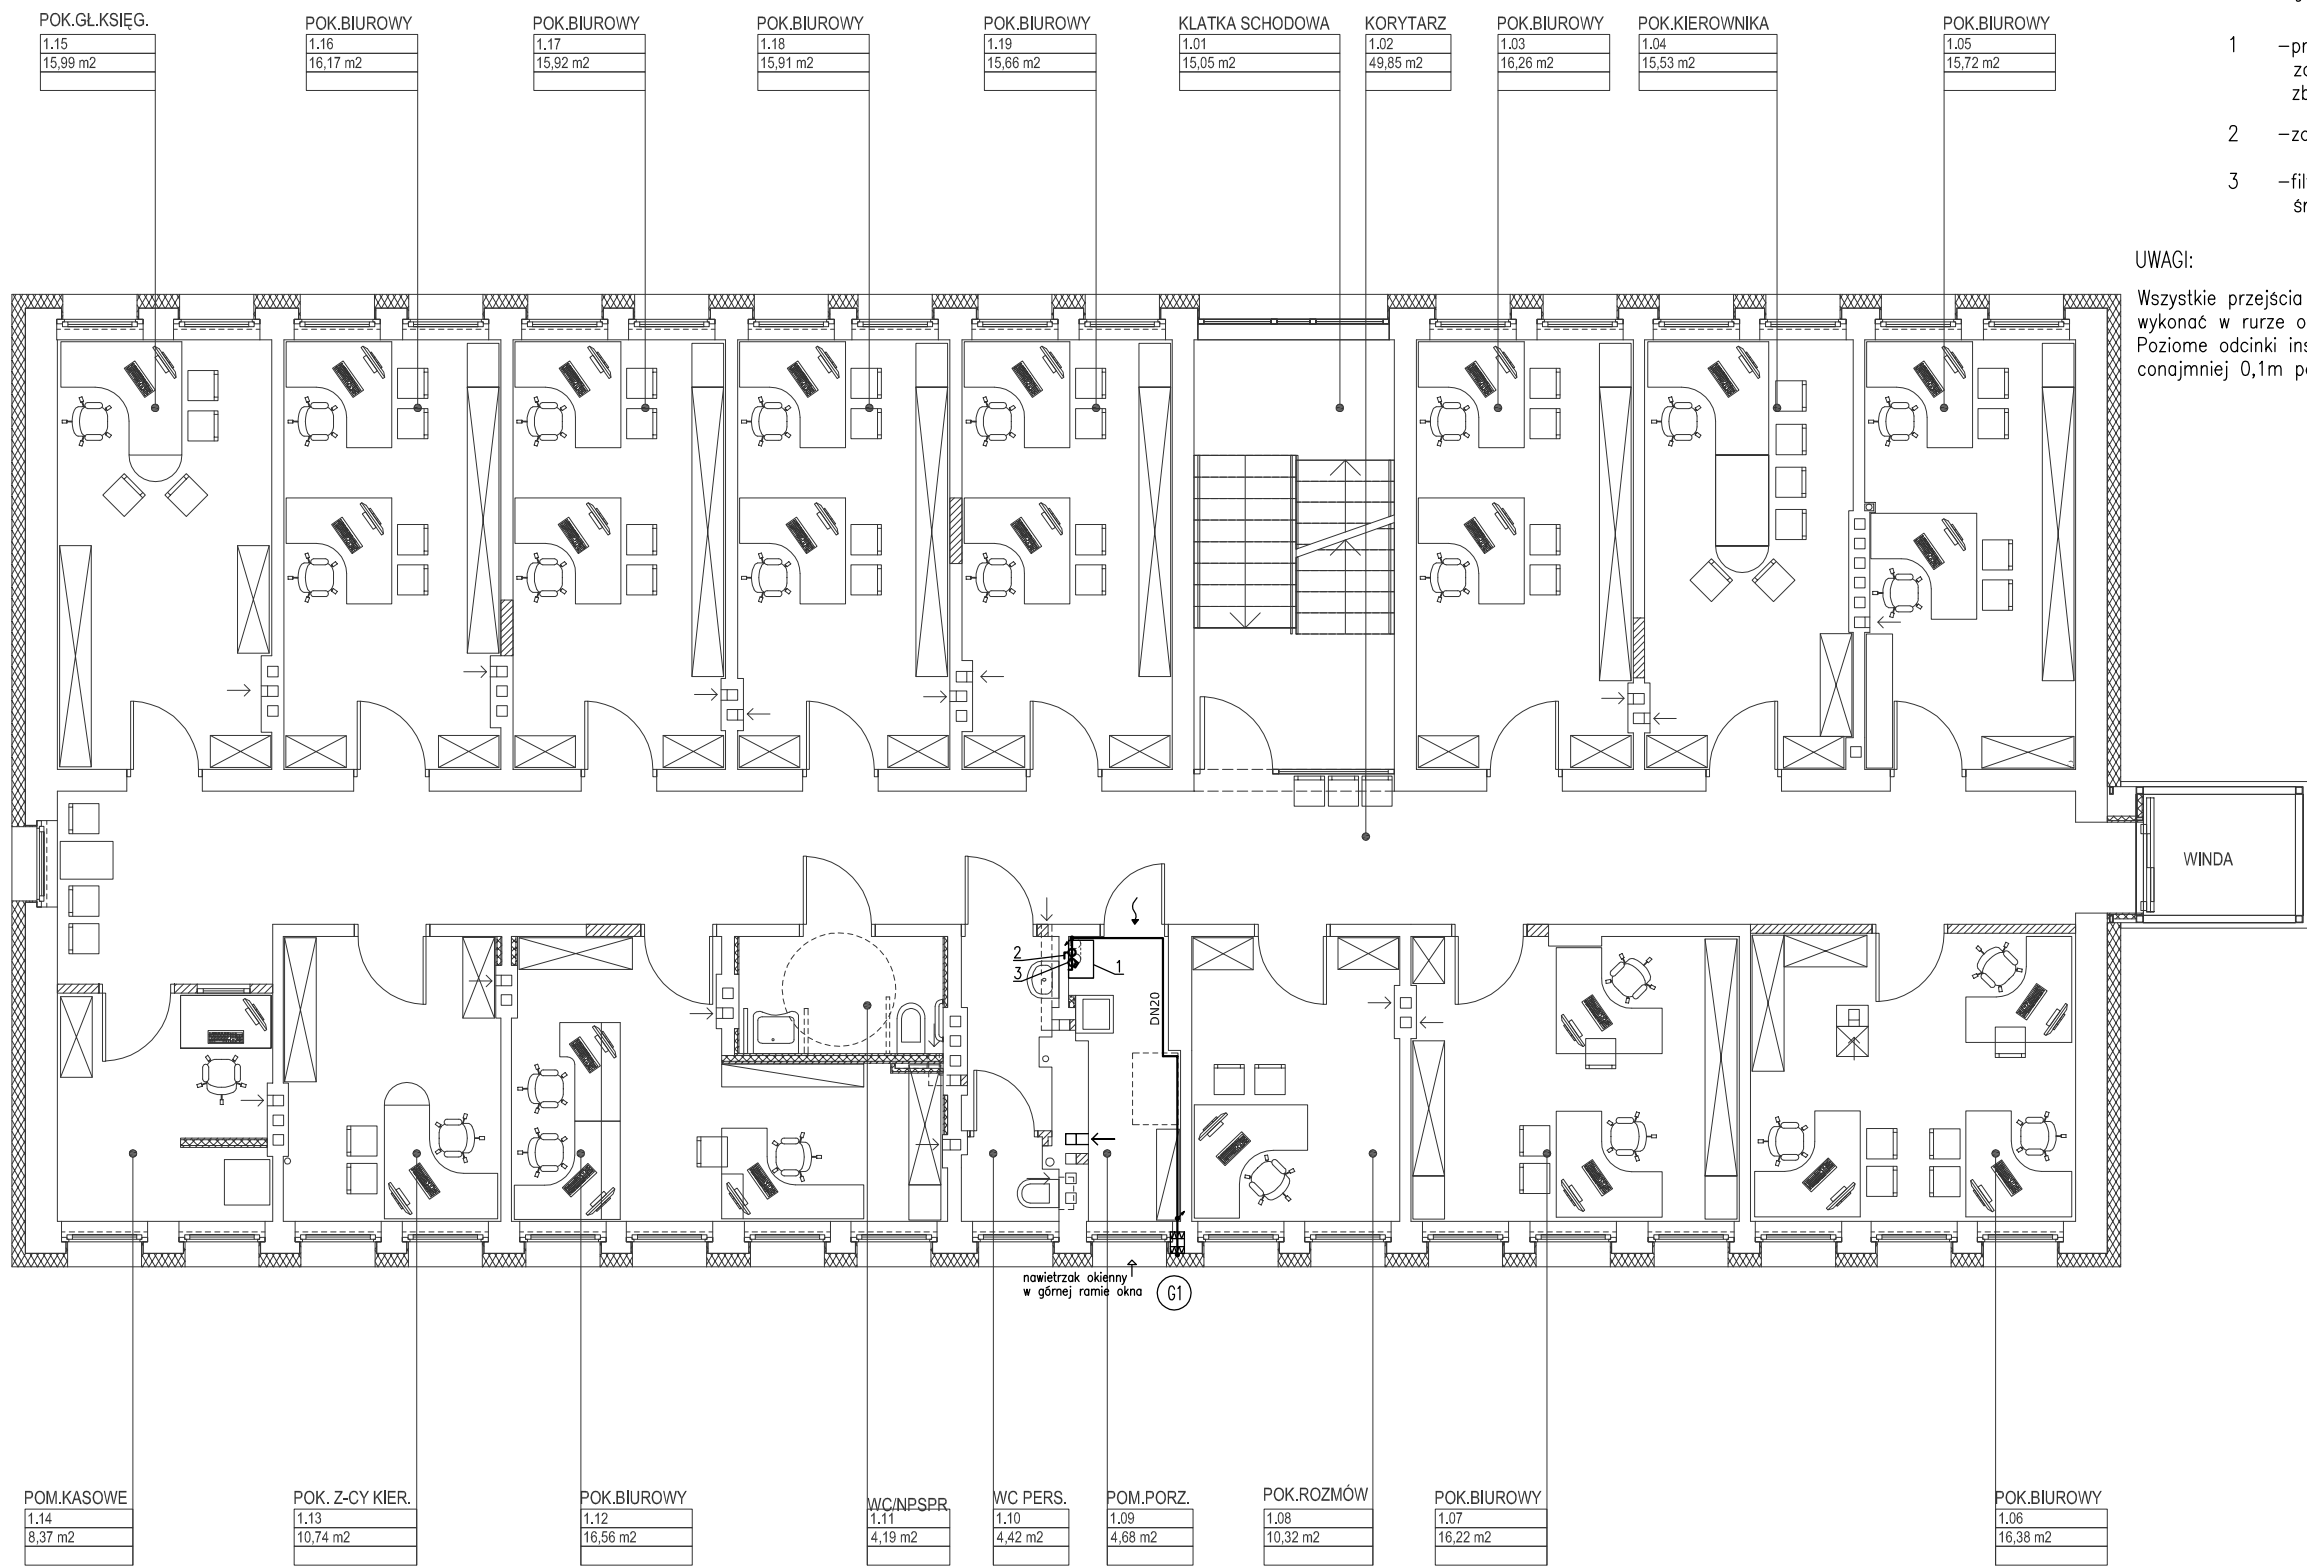 POK.GŁ.KSIĘG.
1.15
15,99 m2
POK.BIUROWY
1.16
16,17 m2
POK.BIUROWY
1.17
15,92 m2
POK.BIUROWY
1.18
15,91 m2
POK.BIUROWY
1.19
15,66 m2
KLATKA SCHODOWA
1.01
15,05 m2
KORYTARZ
1.02
49,85 m2
POK.BIUROWY
1.03
16,26 m2
POK.KIEROWNIKA
1.04
15,53 m2
POK.BIUROWY
1.05
15,72 m2
1
2
3
UWAGI:
Wszystkie przejścia
wykonać w rurze
Poziome odcinki
conajmniej 0,1m
WINDA
2
3
1
DN20
nawietrzak okienny
w górnej ramie okna
G1
POM.KASOWE
1.14
8,37 m2
POK. Z-CY KIER.
1.13
10,74 m2
POK.BIUROWY
1.12
16,56 m2
WC/NPSPR
1.11
4,19 m2
WC PERS.
1.10
4,42 m2
POM.PORZ.
1.09
4,68 m2
POK.ROZMÓW
1.08
10,32 m2
POK.BIUROWY
1.07
16,22 m2
POK.BIUROWY
1.06
16,38 m2